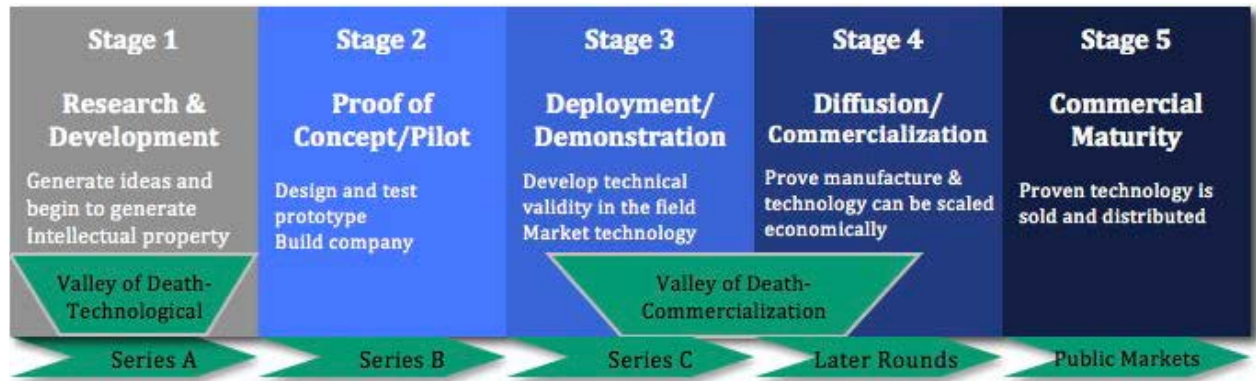 Stage 1
Research &
Development
Generate ideas and
begin to generate
Intellectual property
Valley of Death-
Technological
Series A
Stage 2
Proof of
Concept/Pilot
Design and test
prototype
Build company
Series B
Stage 3
Deployment/
Demonstration
Develop technical
validity in the field
Market technology
Valley of Death-
Commercialization
Series C
Stage 4
Diffusion/
Commercialization
Prove manufacture &
technology can be scaled
economically
Later Rounds
Stage 5
Commercial
Maturity
Proven technology is
sold and distributed
Public Markets